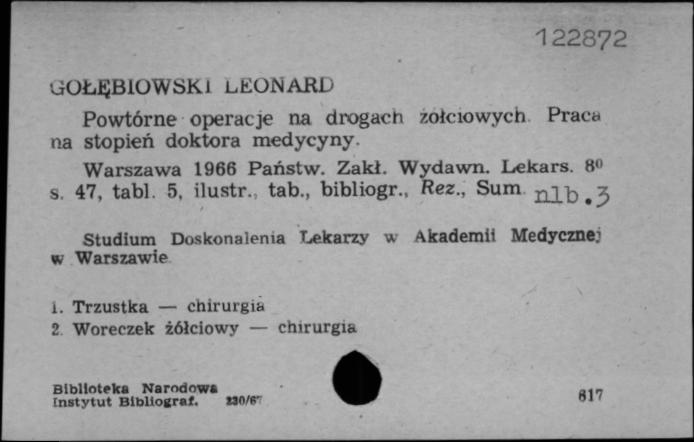 122872
GOŁĘBIOWSKI LEONARD
Powtórne operacje na drogach żółciowych. Praca
na stopień doktora medycyny.
Warszawa 1966 Państw. Zakł. Wydawn. Lekars. 8⁰
s. 47, tabl. 5, ilustr., tab., bibliogr., Rez., Sum. nlb.3
Studium Doskonalenia Lekarzy w Akademii Medycznej
w Warszawie
1. Trzustka — chirurgia
2. Woreczek żółciowy — chirurgia
Biblioteka Narodowa
Instytut Bibliograf. 230/67
617